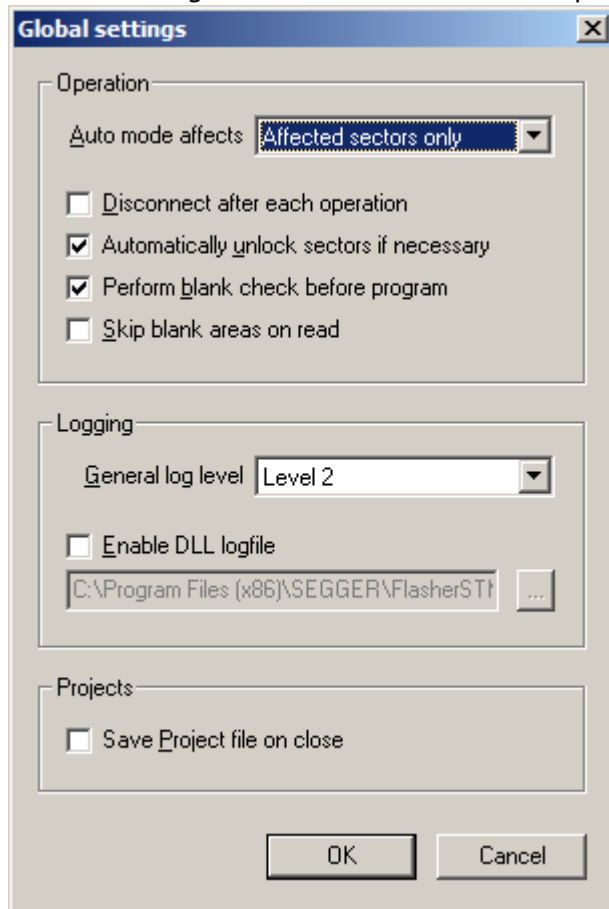 Global settings
Operation
Auto mode affects Affected sectors only
Disconnect after each operation
Automatically unlock sectors if necessary
Perform blank check before program
Skip blank areas on read
Logging
General log level Level 2
Enable DLL logfile
C:\Program Files (x86)\SEGGER\FlasherST ...
Projects
Save Project file on close
OK Cancel